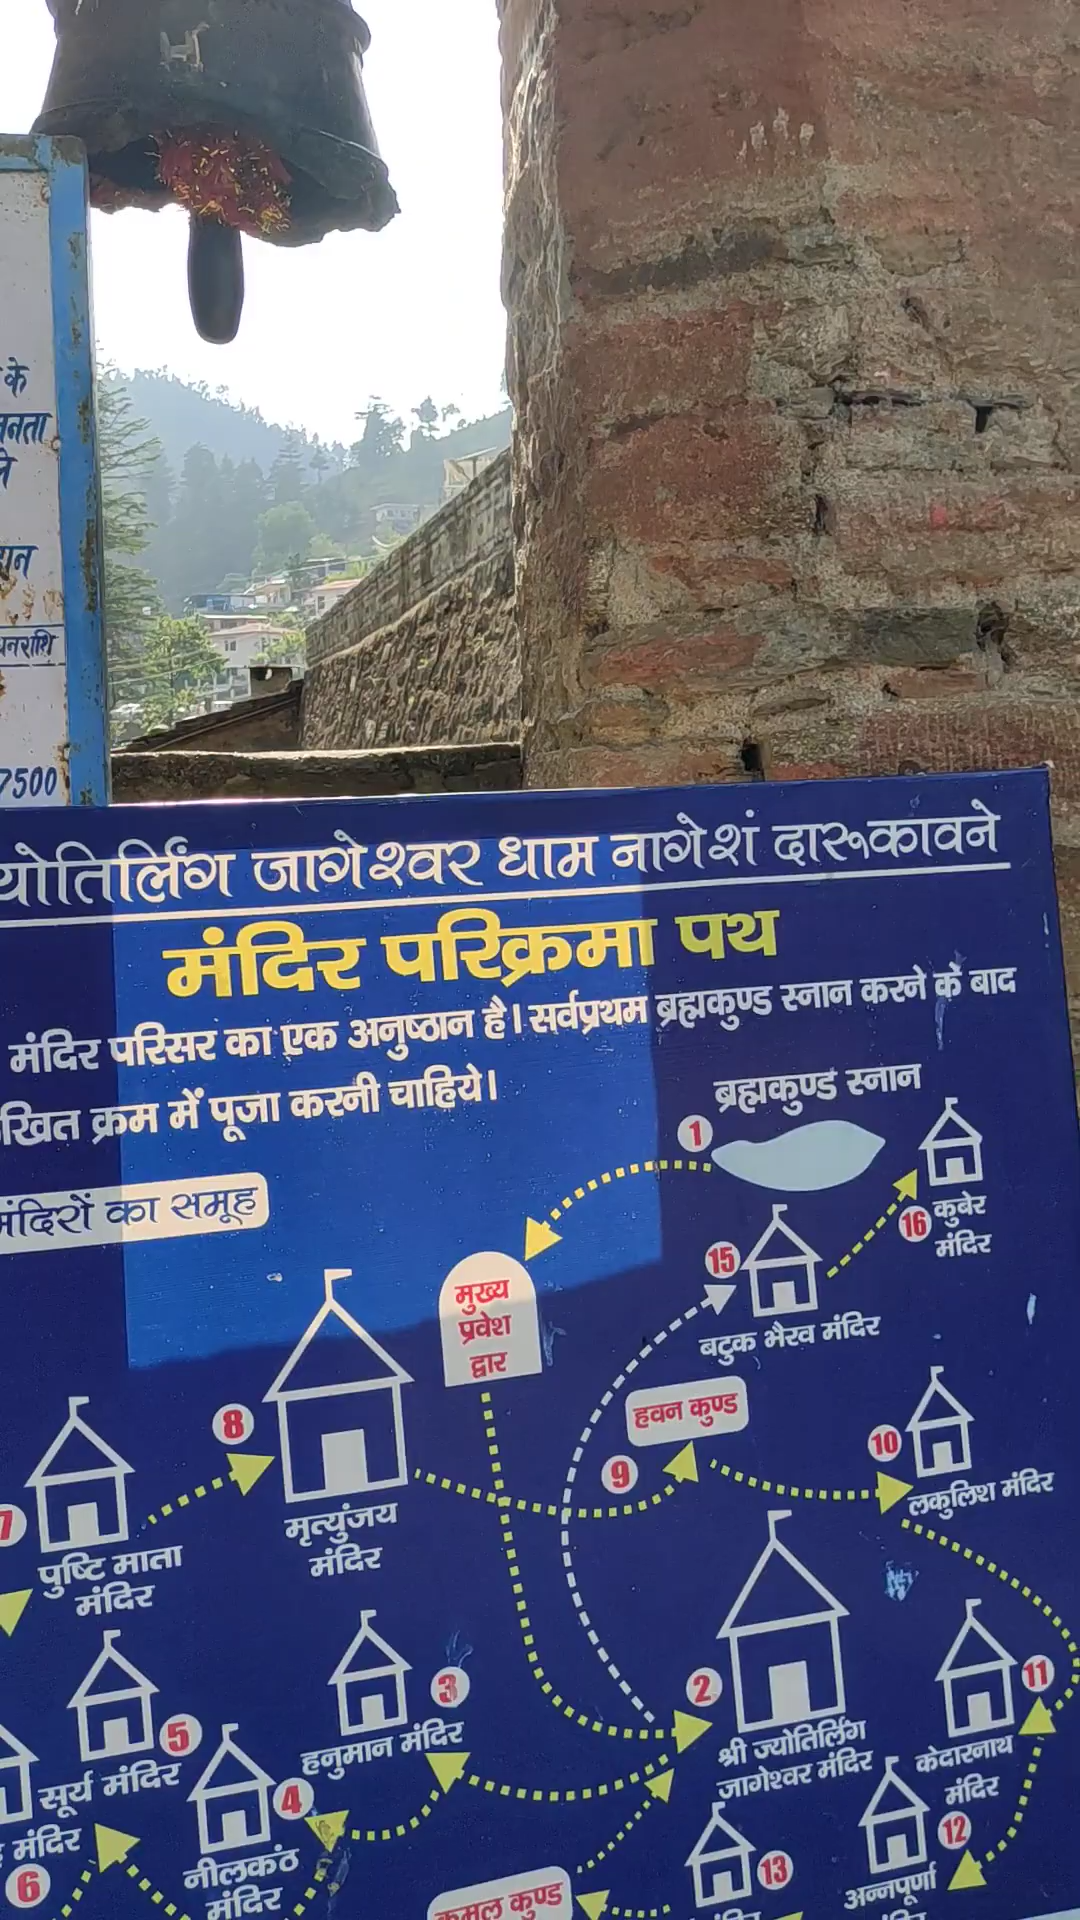 के
धनराशि
7500
जागेश्वर धाम नागेशं दारूकावने
मंदिर परिक्रमा पथ
मंदिर परिसर का एक अनुष्ठान है। सर्वप्रथम ब्रह्मकुण्ड स्नान करने के बाद
क्रम में पूजा करनी चाहिये।
ब्रह्मकुण्ड स्नान
1
मंदिरों का समूह
16 कुबेर
मंदिर
15
बटुक भैरव मंदिर
मुख्य
प्रवेश
द्वार
हवन कुण्ड
8
9
10
लकुलिश मंदिर
7
मृत्युंजय
मंदिर
पुष्टि माता
मंदिर
2
श्री ज्योतिर्लिंग
जागेश्वर मंदिर
11
केदारनाथ
मंदिर
3
हनुमान मंदिर
5
सूर्य मंदिर
4
नीलकंठ
मंदिर
मंदिर
6
12
अन्नपूर्णा
13
कमल कुण्ड